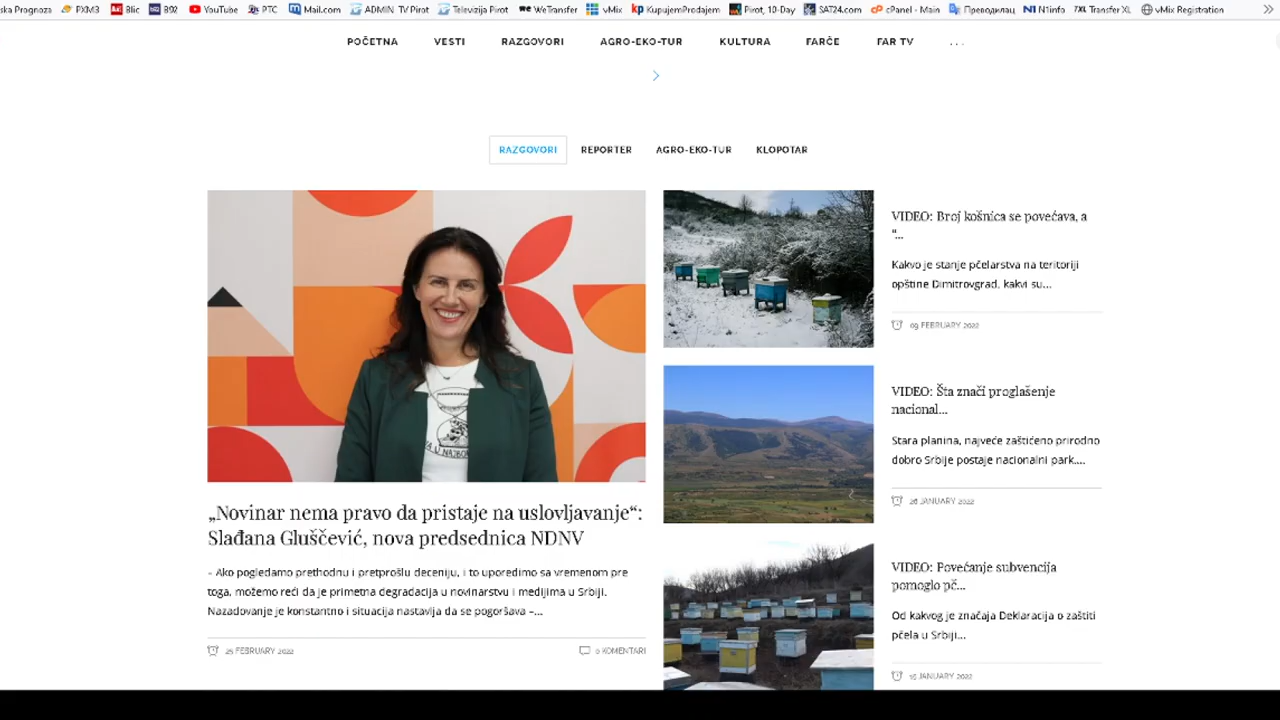 ska Prognoza PXM3 Blic B92 YouTube PTC Mail.com ADMIN TV Pirot Televizija Pirot WeTransfer vMix KupujemProdajem Pirot, 10-Day SAT24.com cPanel - Main Преводилац N1info Transfer XL vMix Registration
POČETNA VESTI RAZGOVORI AGRO-EKO-TUR KULTURA FARČE FAR TV ...
RAZGOVORI REPORTER AGRO-EKO-TUR KLOPOTAR
„Novinar nema pravo da pristaje na uslovljavanje“:
Slađana Gluščević, nova predsednica NDNV
– Ako pogledamo prethodnu i pretprošlu deceniju, i to uporedimo sa vremenom pre
toga, možemo reći da je primetna degradacija u novinarstvu i medijima u Srbiji.
Nazadovanje je konstantno i situacija nastavlja da se pogoršava –...
25 FEBRUARY 2022 0 KOMENTARI
VIDEO: Broj košnica se povećava, a
“...
Kakvo je stanje pčelarstva na teritoriji
opštine Dimitrovgrad, kakvi su...
09 FEBRUARY 2022
VIDEO: Šta znači proglašenje
nacional...
Stara planina, najveće zaštićeno prirodno
dobro Srbije postaje nacionalni park....
26 JANUARY 2022
VIDEO: Povećanje subvencija
pomoglo pč...
Od kakvog je značaja Deklaracija o zaštiti
pčela u Srbiji...
15 JANUARY 2022